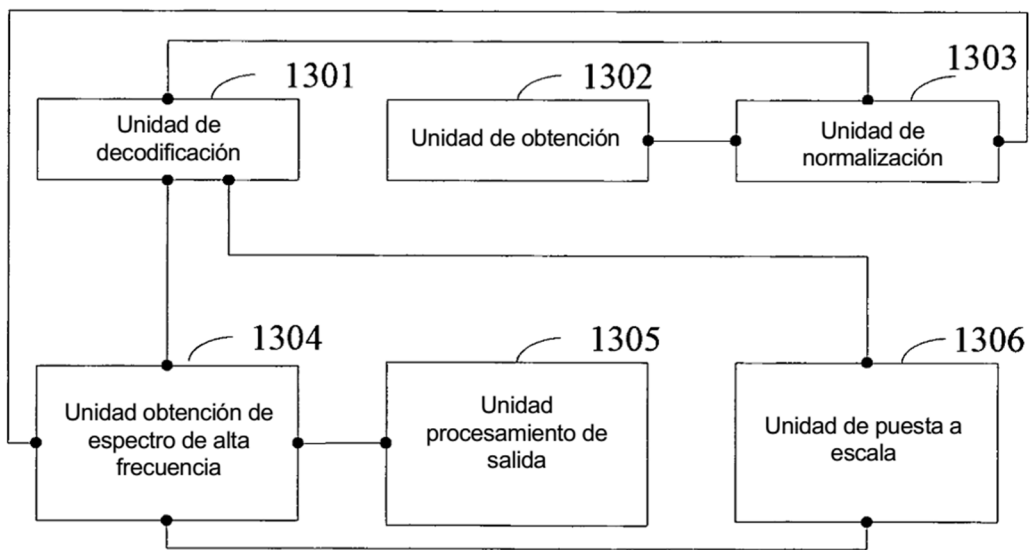 1301
1302
1303
Unidad de
decodificación
Unidad de obtención
Unidad de
normalización
1304
1305
1306
Unidad obtención de
espectro de alta
frecuencia
Unidad
procesamiento de
salida
Unidad de puesta a
escala